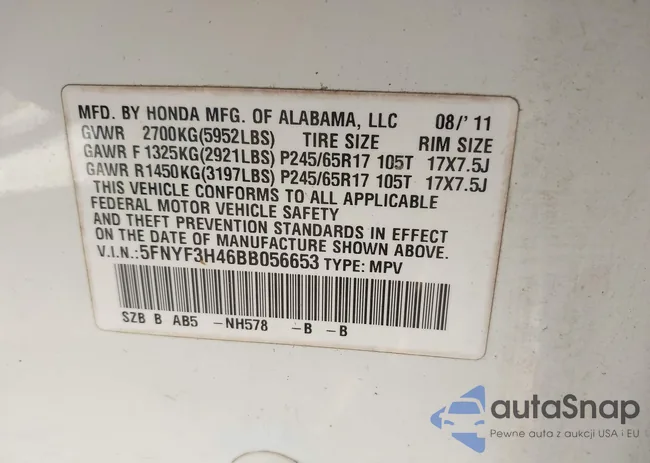 MFD. BY HONDA MFG. OF ALABAMA, LLC 08/'11
GVWR 2700KG(5952LBS) TIRE SIZE RIM SIZE
GAWR F 1325KG(2921LBS) P245/65R17 105T 17X7.5J
GAWR R1450KG(3197LBS) P245/65R17 105T 17X7.5J
THIS VEHICLE CONFORMS TO ALL APPLICABLE
FEDERAL MOTOR VEHICLE SAFETY
AND THEFT PREVENTION STANDARDS IN EFFECT
ON THE DATE OF MANUFACTURE SHOWN ABOVE.
V.I.N.:5FNYF3H46BB056653 TYPE: MPV
SZB B AB5 -NH578 -B -B
autoSnap
Pewne auta z aukcji USA i EU